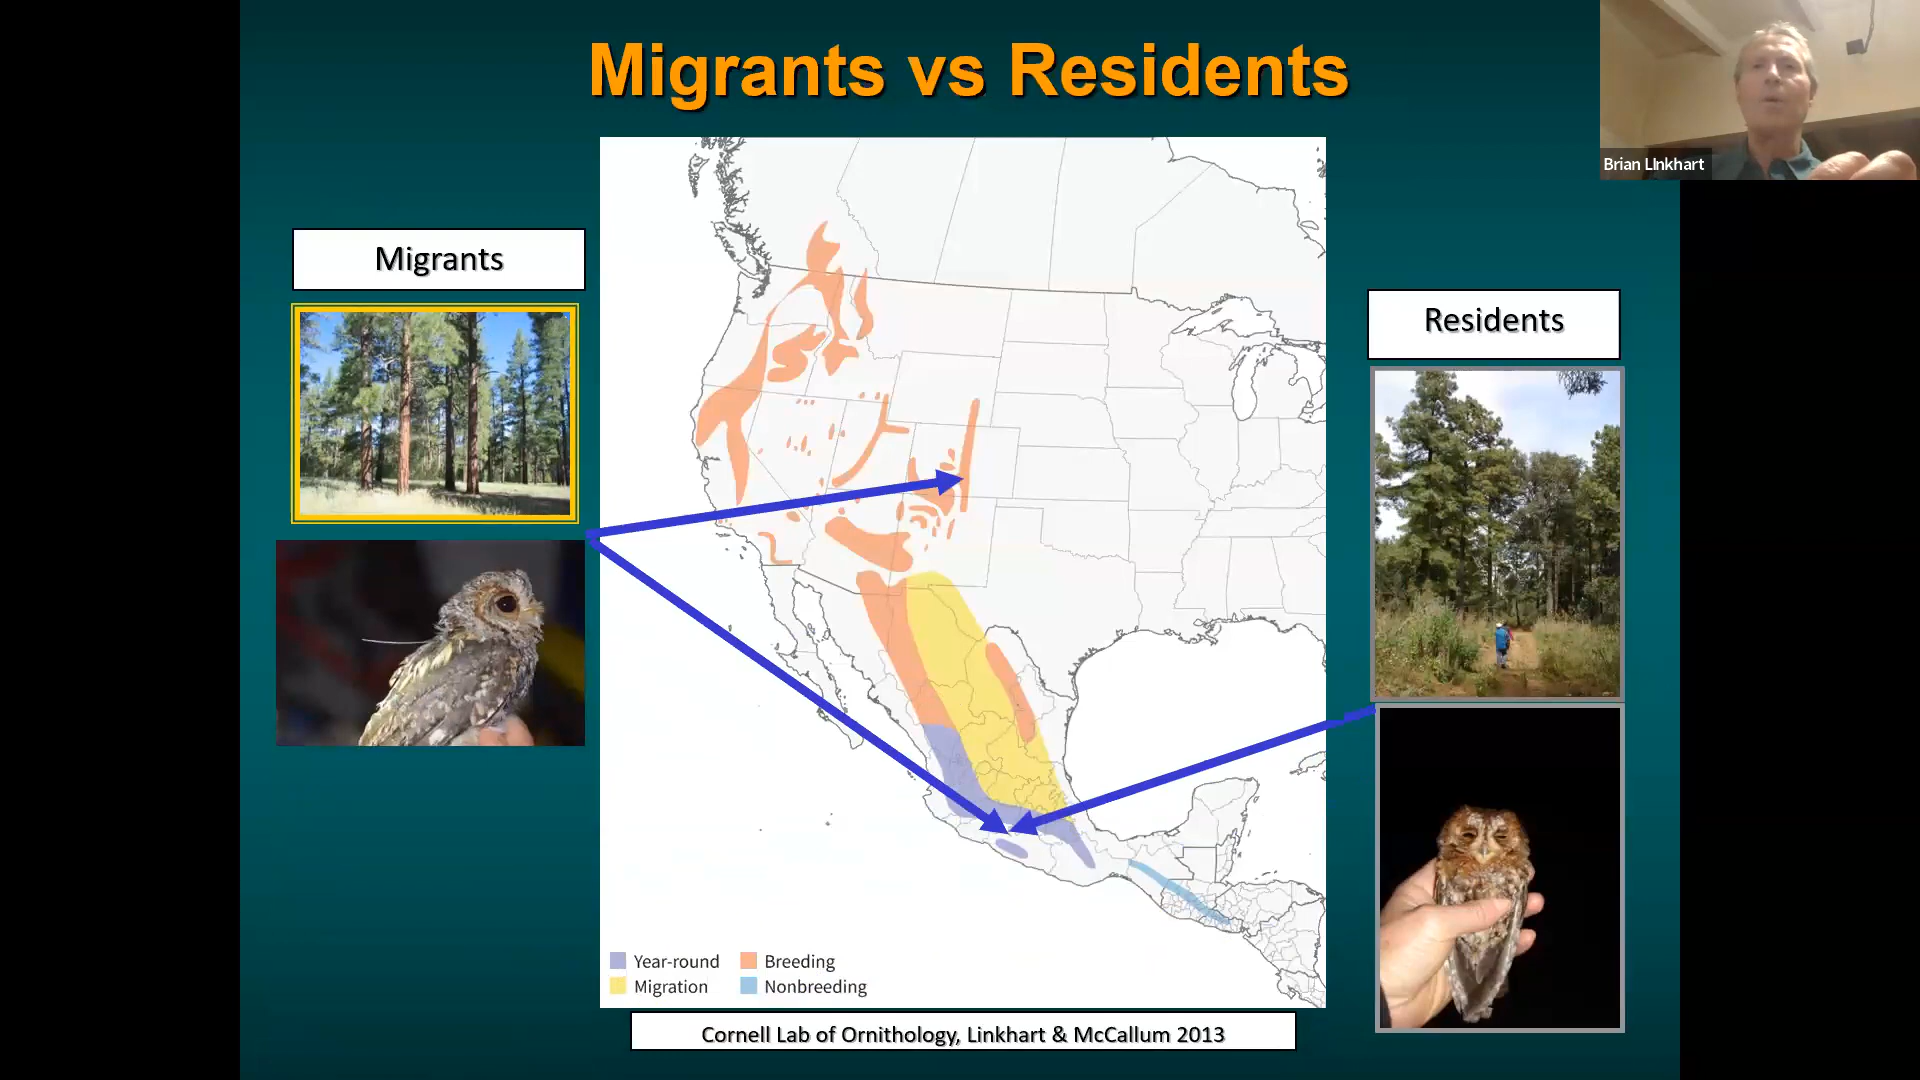 Migrants vs Residents
Brian LInkhart
Migrants
Residents
Year-round
Breeding
Migration
Nonbreeding
Cornell Lab of Ornithology, Linkhart & McCallum 2013